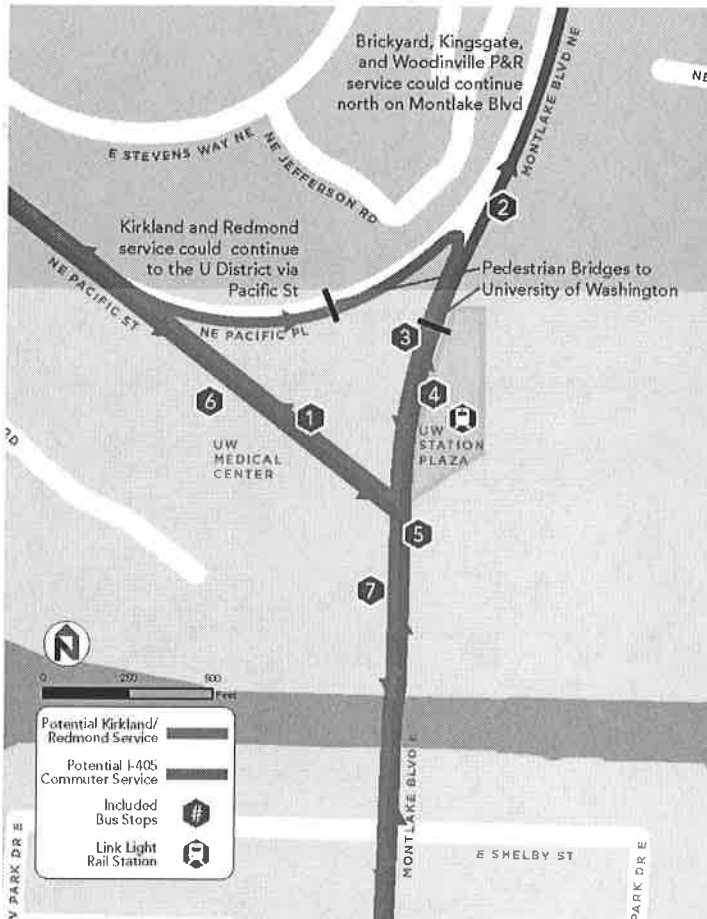 Brickyard, Kingsgate,
and Woodinville P&R
service could continue
north on Montlake Blvd
NE
MONTLAKE BLVD NE
E STEVENS WAY NE
NE JEFFERSON RD
2
Kirkland and Redmond
service could continue
to the U District via
Pacific St
Pedestrian Bridges to
University of Washington
NE PACIFIC ST
NE PACIFIC PL
3
6
1
4
UW
MEDICAL
CENTER
UW
STATION
PLAZA
RD
5
7
N
0 250 500
Feet
Potential Kirkland/
Redmond Service
Potential I-405
Commuter Service
Included
Bus Stops
#
Link Light
Rail Station
MONTLAKE BLVD E
E SHELBY ST
PARK DR E
PARK DR E